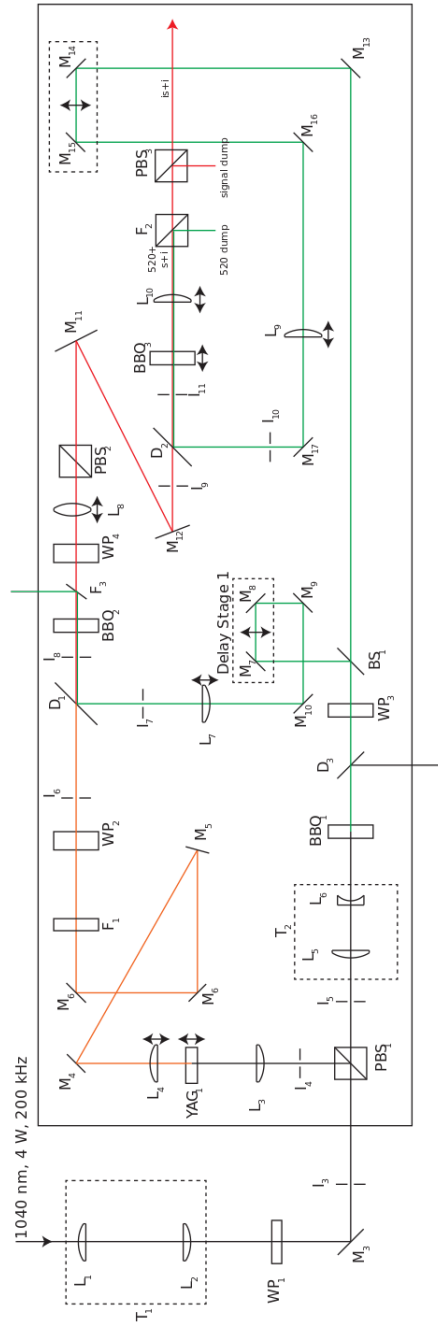 1040 nm, 4 W, 200 kHz
T₁
L₁
L₂
WP₁
M₃
I₃
PBS₁
I₄
L₃
YAG₁
L₄
M₄
M₅
M₆
M₆
F₁
WP₂
I₆
D₁
I₈
BBO₂
F₃
WP₄
L₈
PBS₂
M₁₁
M₁₂
I₉
D₂
I₁₁
BBO₃
L₁₀
520+
s+i
F₂
520 dump
PBS₃
signal dump
is+i
I₅
T₂
L₅
L₆
BBO₁
D₃
WP₃
BS₁
Delay Stage 1
M₇
M₈
M₉
M₁₀
L₇
I₇
M₁₃
M₁₄
M₁₅
M₁₆
L₉
M₁₇
I₁₀